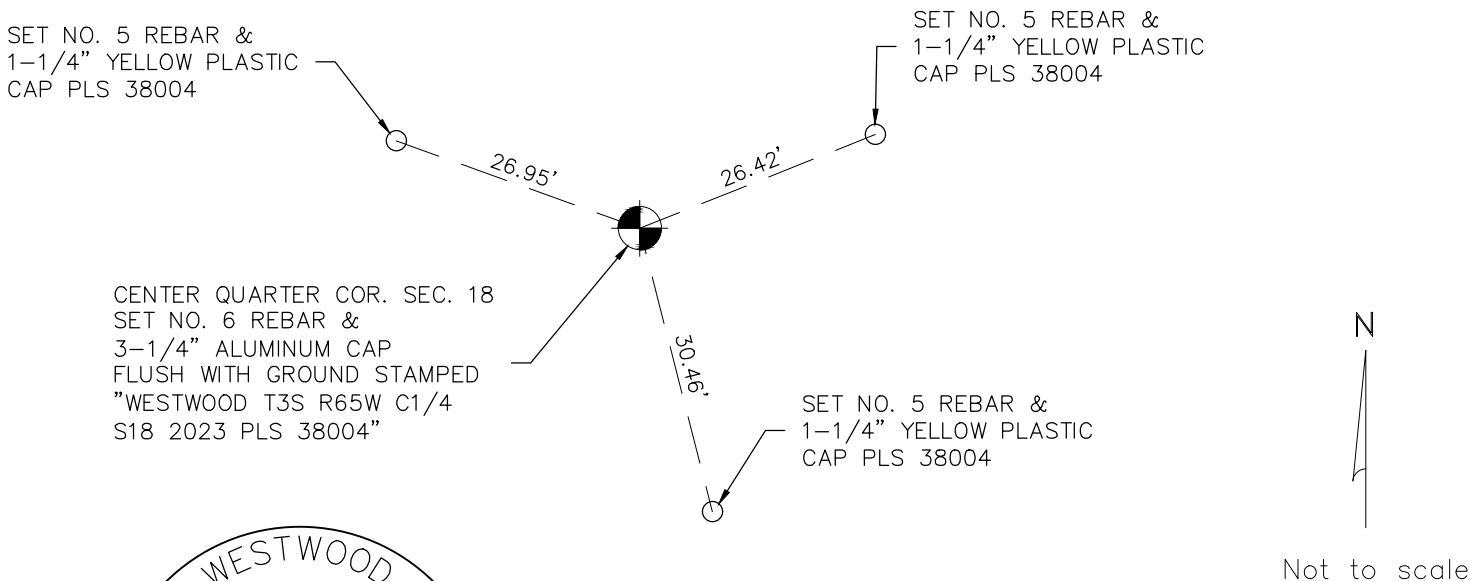 SET NO. 5 REBAR &
1-1/4" YELLOW PLASTIC
CAP PLS 38004
SET NO. 5 REBAR &
1-1/4" YELLOW PLASTIC
CAP PLS 38004
26.95'
26.42'
CENTER QUARTER COR. SEC. 18
SET NO. 6 REBAR &
3-1/4" ALUMINUM CAP
FLUSH WITH GROUND STAMPED
"WESTWOOD T3S R65W C1/4
S18 2023 PLS 38004"
30.46'
SET NO. 5 REBAR &
1-1/4" YELLOW PLASTIC
CAP PLS 38004
N
Not to scale
WESTWOOD